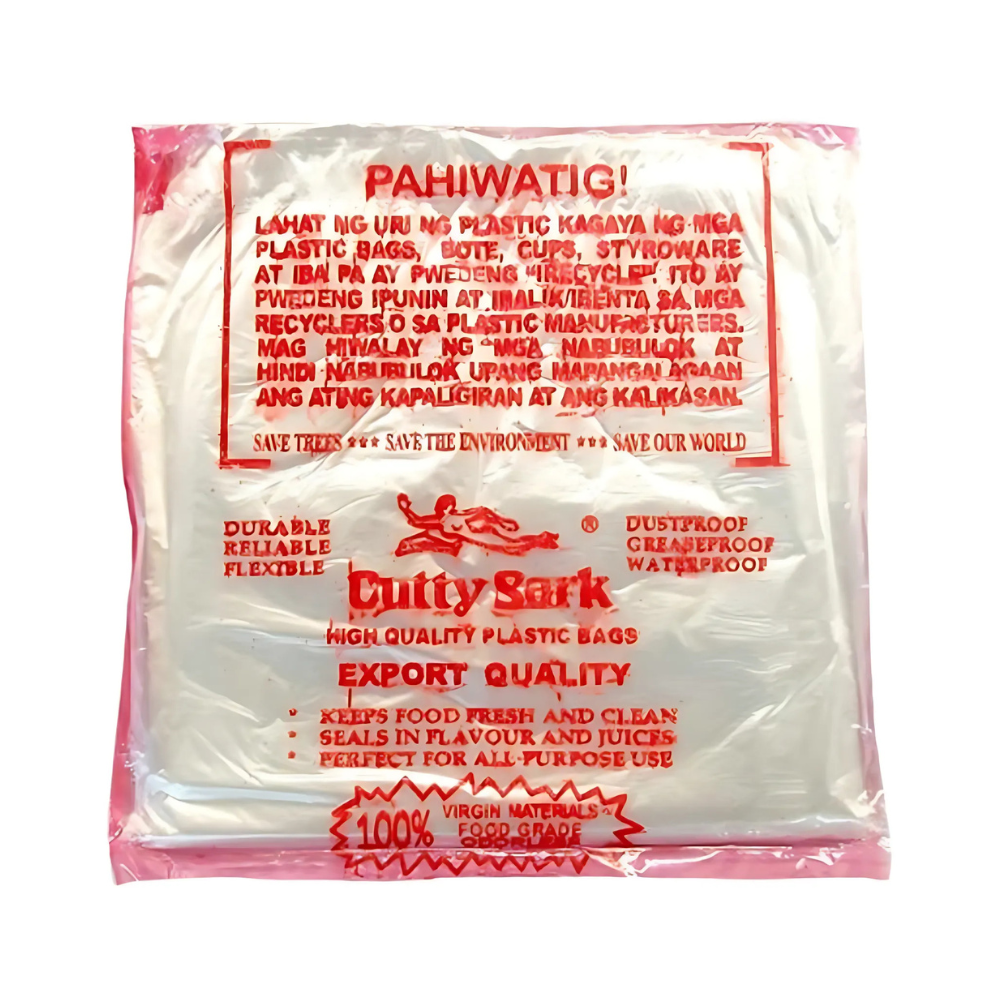 PAHIWATIG!
LAHAT NG URI NG PLASTIC KAGAYA NG MGA
PLASTIC BAGS, BOTE, CUPS, STYROWARE
AT IBA PA AY PWEDENG "RECYCLE". ITO AY
PWEDENG IPUNIN AT IBALIK/IBENTA SA MGA
RECYCLERS O SA PLASTIC MANUFACTURERS.
MAG HIWALAY NG MGA NABUBULOK AT
HINDI NABUBULOK UPANG MAPANGALAGAAN
ANG ATING KAPALIGIRAN AT ANG KALIKASAN.
SAVE TREES *** SAVE THE ENVIRONMENT *** SAVE OUR WORLD
DURABLE
RELIABLE
FLEXIBLE
®
DUSTPROOF
GREASEPROOF
WATERPROOF
Cutty Sark
HIGH QUALITY PLASTIC BAGS
EXPORT QUALITY
* KEEPS FOOD FRESH AND CLEAN
* SEALS IN FLAVOUR AND JUICES
* PERFECT FOR ALL-PURPOSE USE
100%
VIRGIN MATERIALS
FOOD GRADE
ODORLESS